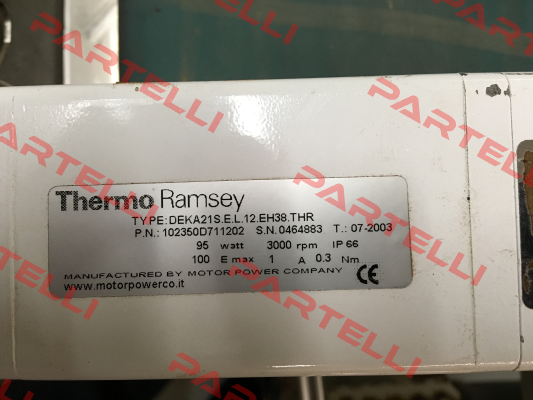 PARTELLI
PARTELLI
PARTELLI
PARTELLI
PARTELLI
Thermo Ramsey
TYPE: DEKA21S.E.L.12.EH38.THR
P.N.: 102350D711202 S.N.0464883 T.: 07-2003
95 watt 3000 rpm IP 66
100 E max 1 A 0.3 Nm
MANUFACTURED BY MOTOR POWER COMPANY
www.motorpowerco.it
CE